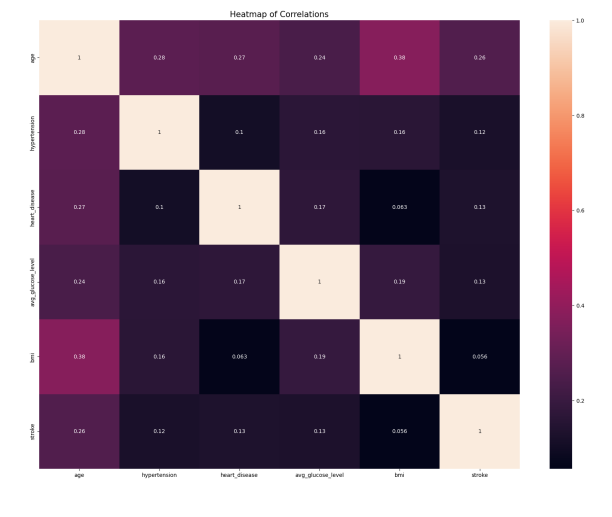 Heatmap of Correlations
1.0
age 1 0.28 0.27 0.24 0.38 0.26
0.8
hypertension 0.28 1 0.1 0.16 0.16 0.12
0.6
heart_disease 0.27 0.1 1 0.17 0.063 0.13
avg_glucose_level 0.24 0.16 0.17 1 0.19 0.13
0.4
bmi 0.38 0.16 0.063 0.19 1 0.056
0.2
stroke 0.26 0.12 0.13 0.13 0.056 1
age hypertension heart_disease avg_glucose_level bmi stroke